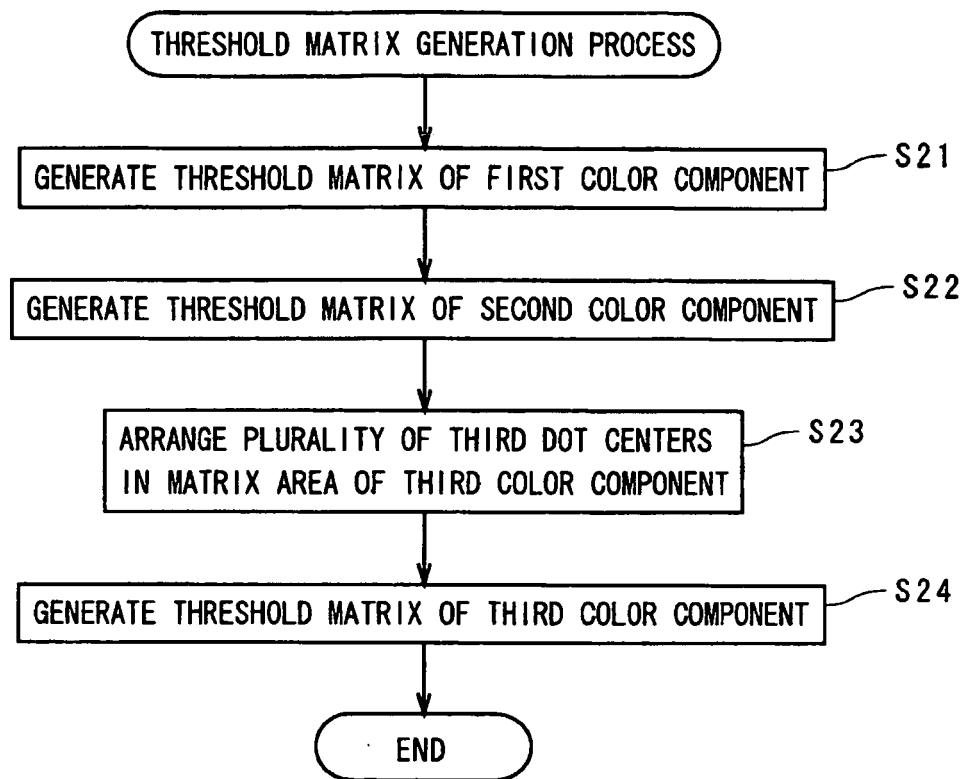 THRESHOLD MATRIX GENERATION PROCESS
GENERATE THRESHOLD MATRIX OF FIRST COLOR COMPONENT
S21
GENERATE THRESHOLD MATRIX OF SECOND COLOR COMPONENT
S22
ARRANGE PLURALITY OF THIRD DOT CENTERS
IN MATRIX AREA OF THIRD COLOR COMPONENT
S23
GENERATE THRESHOLD MATRIX OF THIRD COLOR COMPONENT
S24
END